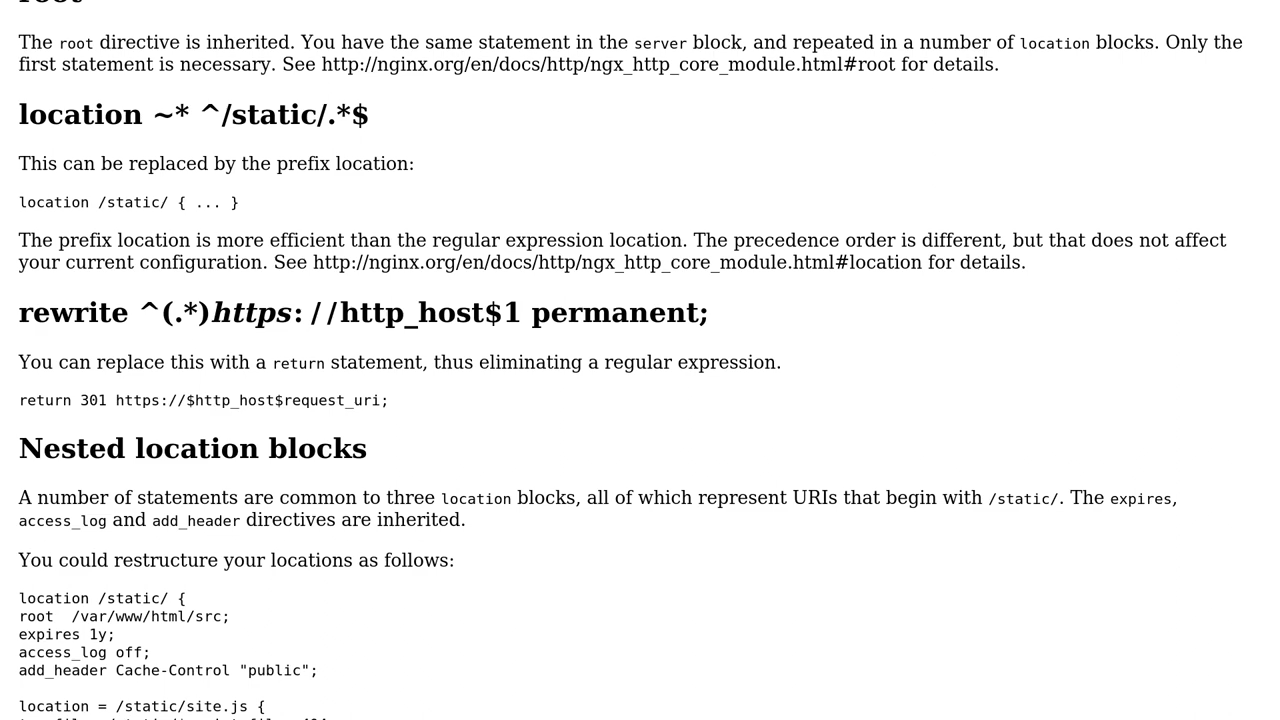 The root directive is inherited. You have the same statement in the server block, and repeated in a number of location blocks. Only the
first statement is necessary. See http://nginx.org/en/docs/http/ngx_http_core_module.html#root for details.
location ~* ^/static/.*$
This can be replaced by the prefix location:
location /static/ { ... }
The prefix location is more efficient than the regular expression location. The precedence order is different, but that does not affect
your current configuration. See http://nginx.org/en/docs/http/ngx_http_core_module.html#location for details.
rewrite ^(.*)https://http_host$1 permanent;
You can replace this with a return statement, thus eliminating a regular expression.
return 301 https://$http_host$request_uri;
Nested location blocks
A number of statements are common to three location blocks, all of which represent URIs that begin with /static/. The expires,
access_log and add_header directives are inherited.
You could restructure your locations as follows:
location /static/ {
root  /var/www/html/src;
expires 1y;
access_log off;
add_header Cache-Control "public";
location = /static/site.js {